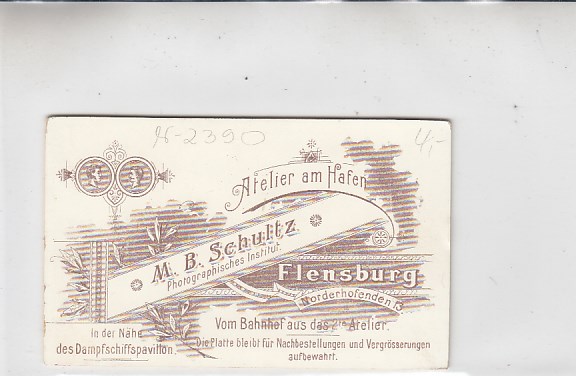 N-2390
4,-
Atelier am Hafen
M. B. Schultz
Photographisches Institut.
Flensburg
Norderhofenden 13
In der Nähe
des Dampfschiffspavillon.
Vom Bahnhof aus das 2te Atelier.
Die Platte bleibt für Nachbestellungen und Vergrösserungen
aufbewahrt.